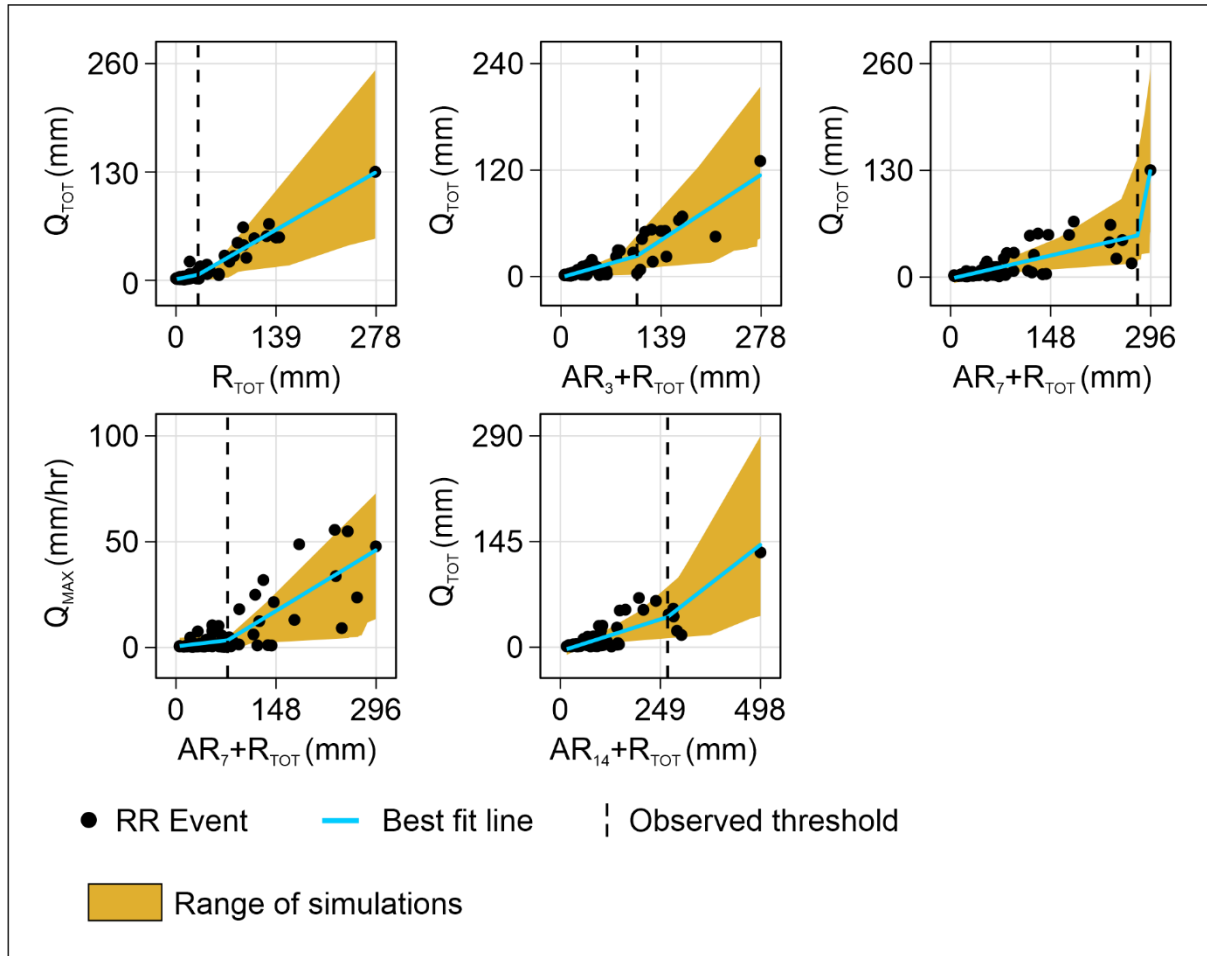 260
130
0
Q_TOT (mm)
0 139 278
R_TOT (mm)
240
120
0
Q_TOT (mm)
0 139 278
AR_3+R_TOT (mm)
260
130
0
Q_TOT (mm)
0 148 296
AR_7+R_TOT (mm)
100
50
0
Q_MAX (mm/hr)
0 148 296
AR_7+R_TOT (mm)
290
145
0
Q_TOT (mm)
0 249 498
AR_14+R_TOT (mm)
RR Event
Best fit line
Observed threshold
Range of simulations